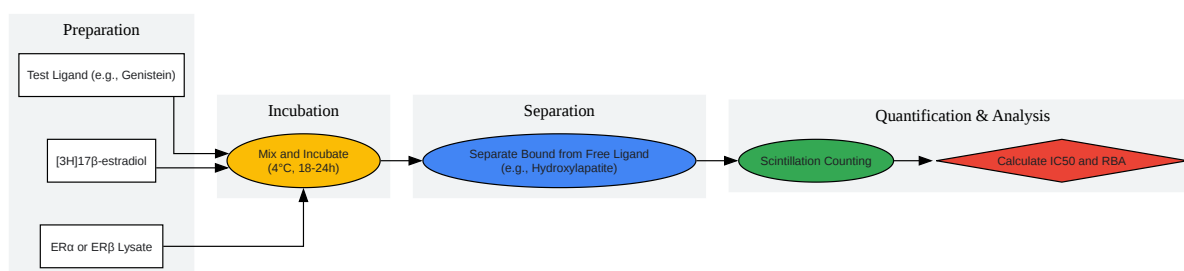 Preparation
Test Ligand (e.g., Genistein)
[3H]17β-estradiol
ERα or ERβ Lysate
Incubation
Mix and Incubate
(4°C, 18-24h)
Separation
Separate Bound from Free Ligand
(e.g., Hydroxylapatite)
Quantification & Analysis
Scintillation Counting
Calculate IC50 and RBA